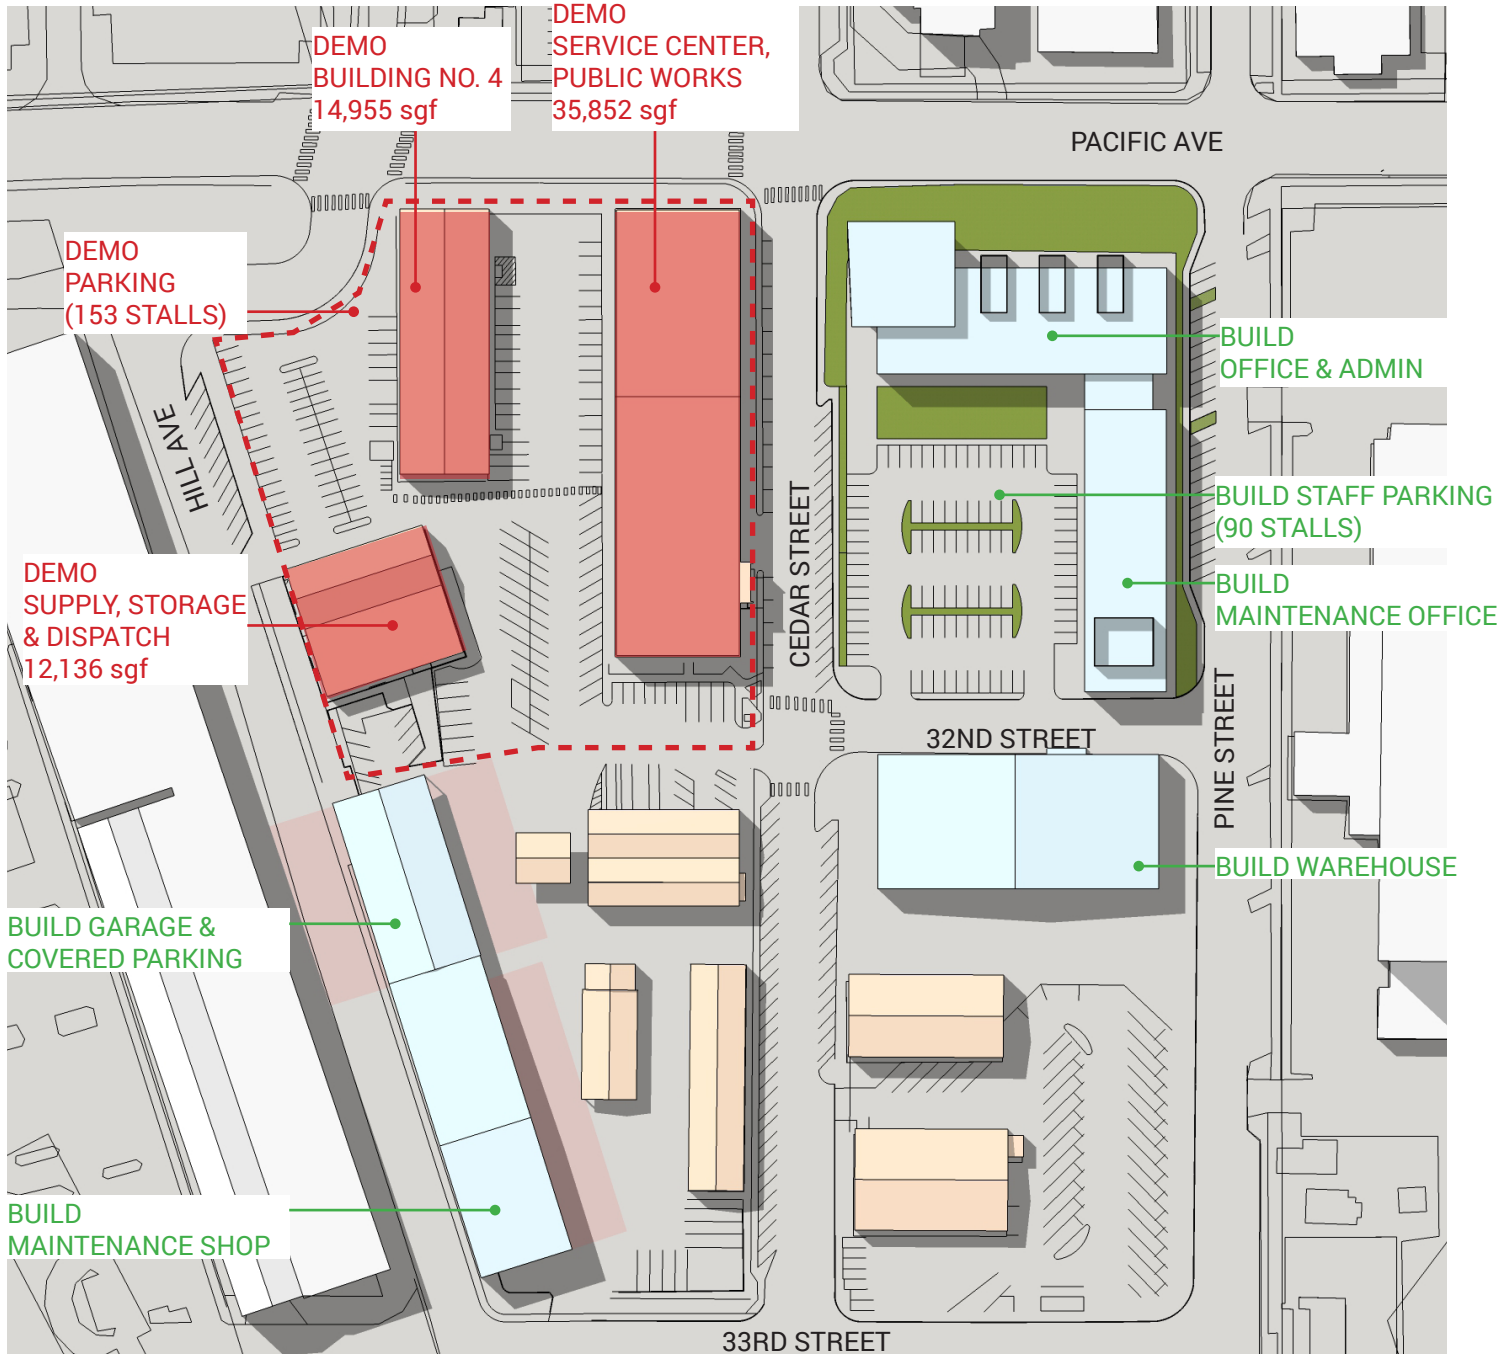 DEMO
BUILDING NO. 4
14,955 sgf
DEMO
SERVICE CENTER,
PUBLIC WORKS
35,852 sgf
PACIFIC AVE
DEMO
PARKING
(153 STALLS)
BUILD
OFFICE & ADMIN
HILL AVE
CEDAR STREET
BUILD STAFF PARKING
(90 STALLS)
DEMO
SUPPLY, STORAGE
& DISPATCH
12,136 sgf
BUILD
MAINTENANCE OFFICE
PINE STREET
32ND STREET
BUILD WAREHOUSE
BUILD GARAGE &
COVERED PARKING
BUILD
MAINTENANCE SHOP
33RD STREET